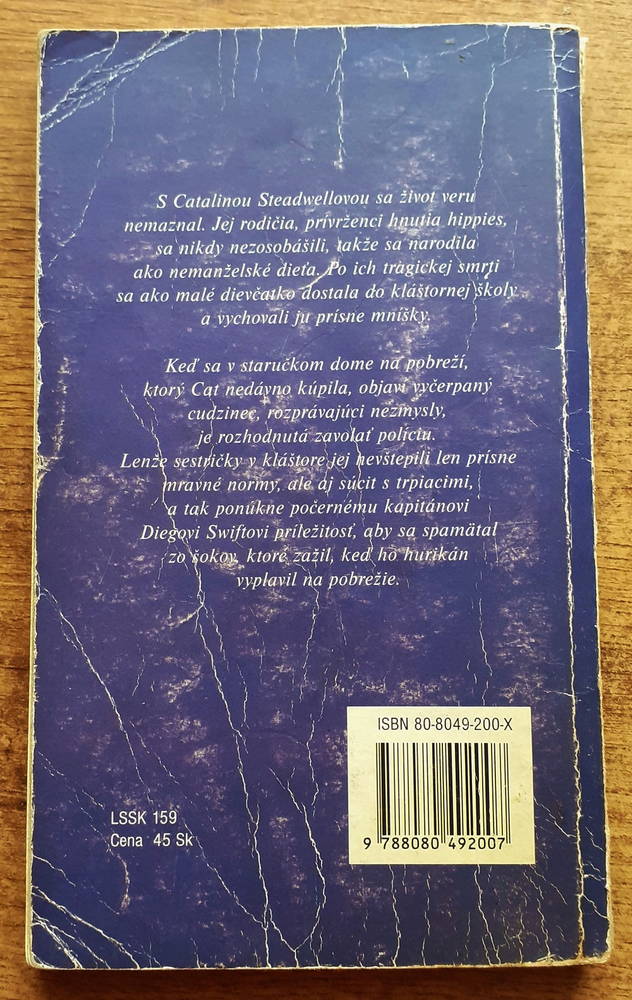 S Catalinou Steadwellovou sa život veru
nemaznal. Jej rodičia, prívrženci hnutia hippies,
sa nikdy nezosobášili, takže sa narodila
ako nemanželské dieťa. Po ich tragickej smrti
sa ako malé dievčatko dostala do kláštornej školy
a vychovali ju prísne mníšky.
Keď sa v staručkom dome na pobreží,
ktorý Cat nedávno kúpila, objaví vyčerpaný
cudzinec, rozprávajúci nezmysly,
je rozhodnutá zavolať políciu.
Lenže sestričky v kláštore jej nevštepili len prísne
mravné normy, ale aj súcit s trpiacimi,
a tak ponúkne počernému kapitánovi
Diegovi Swiftovi príležitosť, aby sa spamätal
zo šokov, ktoré zažil, keď ho hurikán
vyplavil na pobrežie.
ISBN 80-8049-200-X
9 788080 492007
LSSK 159
Cena 45 Sk